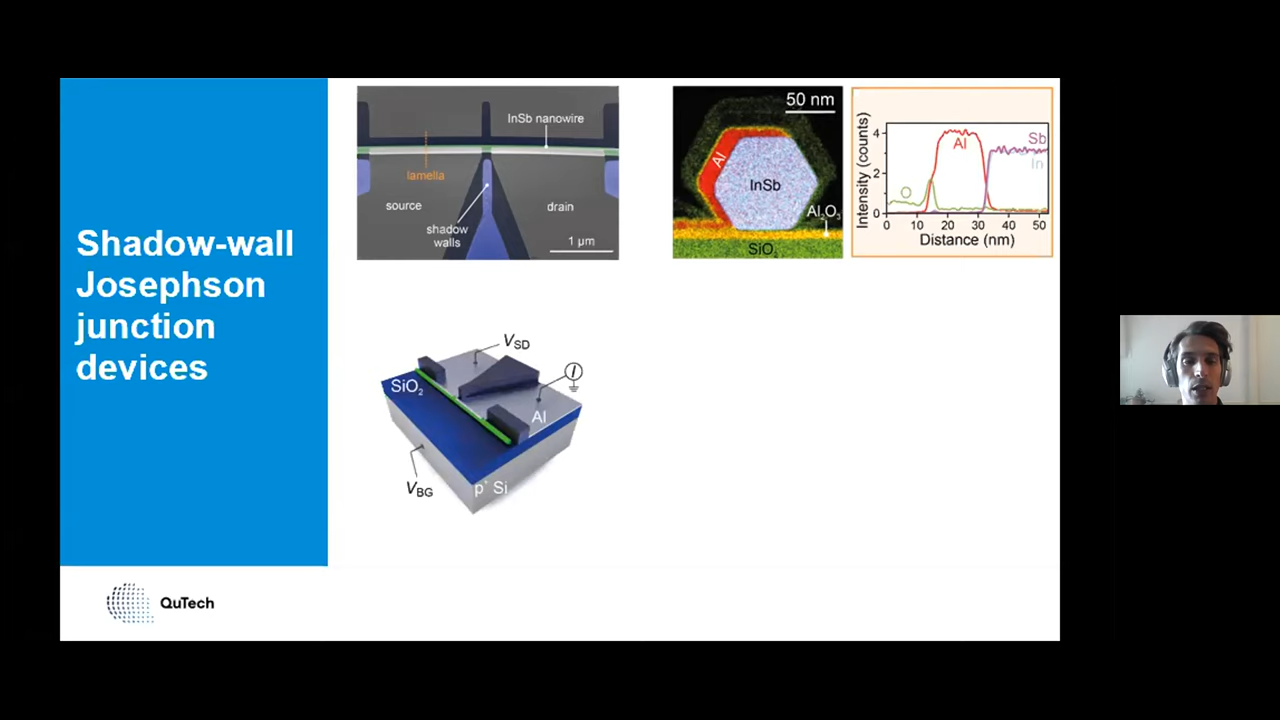 Shadow-wall
Josephson
junction
devices
InSb nanowire
lamella
source
drain
shadow
walls
1 µm
50 nm
Al
InSb
Al₂O₃
SiO₂
Intensity (counts)
4
2
0
O
Al
Sb
In
0 10 20 30 40 50
Distance (nm)
V_SD
I
SiO₂
Al
V_BG
p⁺ Si
QuTech